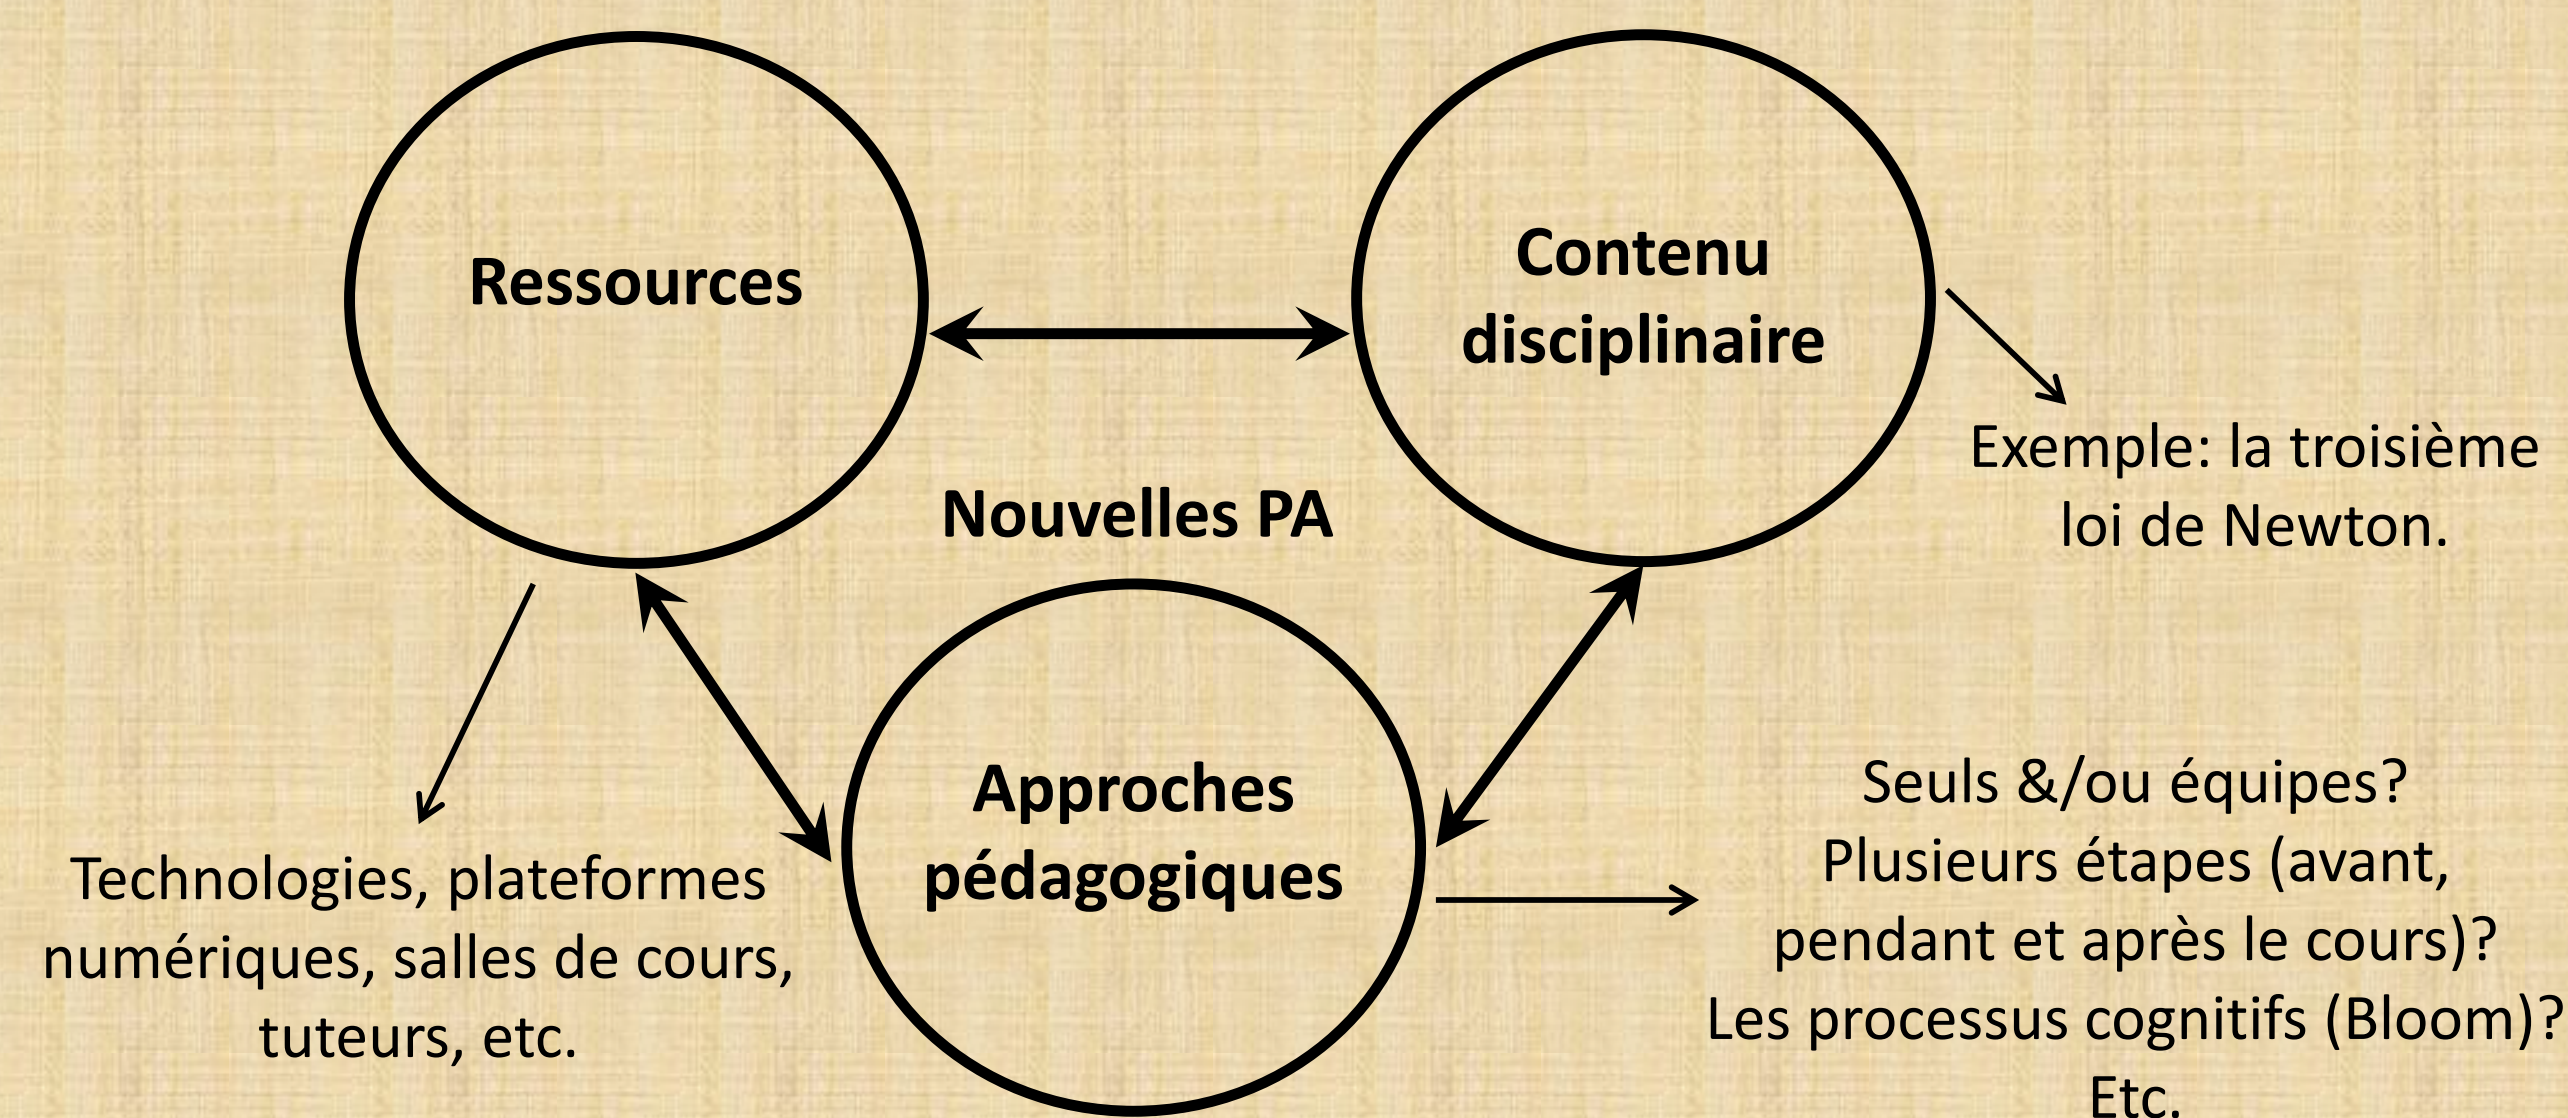 Ressources
Contenu
disciplinaire
Exemple: la troisième
loi de Newton.
Nouvelles PA
Approches
pédagogiques
Technologies, plateformes
numériques, salles de cours,
tuteurs, etc.
Seuls &/ou équipes?
Plusieurs étapes (avant,
pendant et après le cours)?
Les processus cognitifs (Bloom)?
Etc.